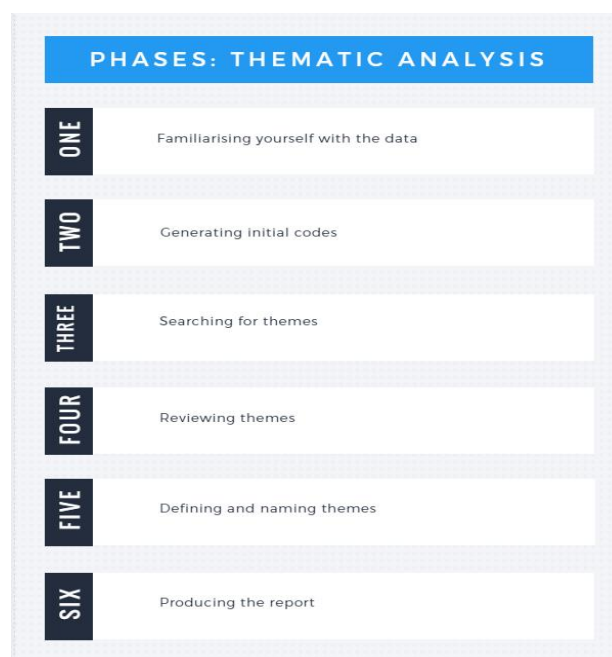 PHASES: THEMATIC ANALYSIS
ONE
Familiarising yourself with the data
TWO
Generating initial codes
THREE
Searching for themes
FOUR
Reviewing themes
FIVE
Defining and naming themes
SIX
Producing the report